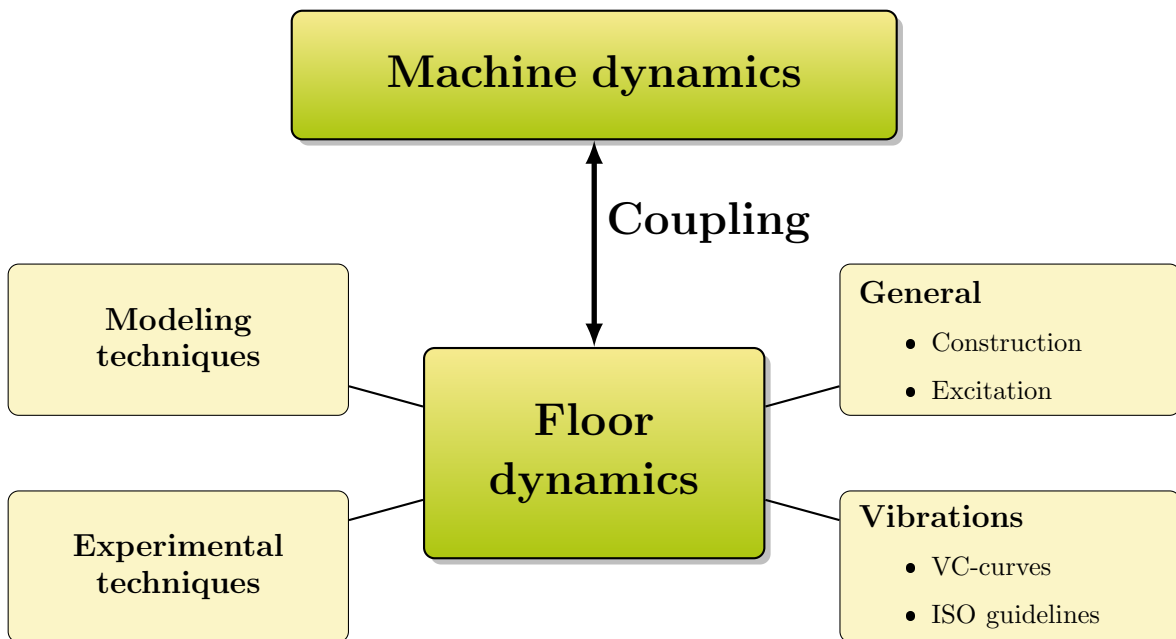 Machine dynamics
Coupling
Modeling
techniques
General
• Construction
• Excitation
Floor
dynamics
Experimental
techniques
Vibrations
• VC-curves
• ISO guidelines